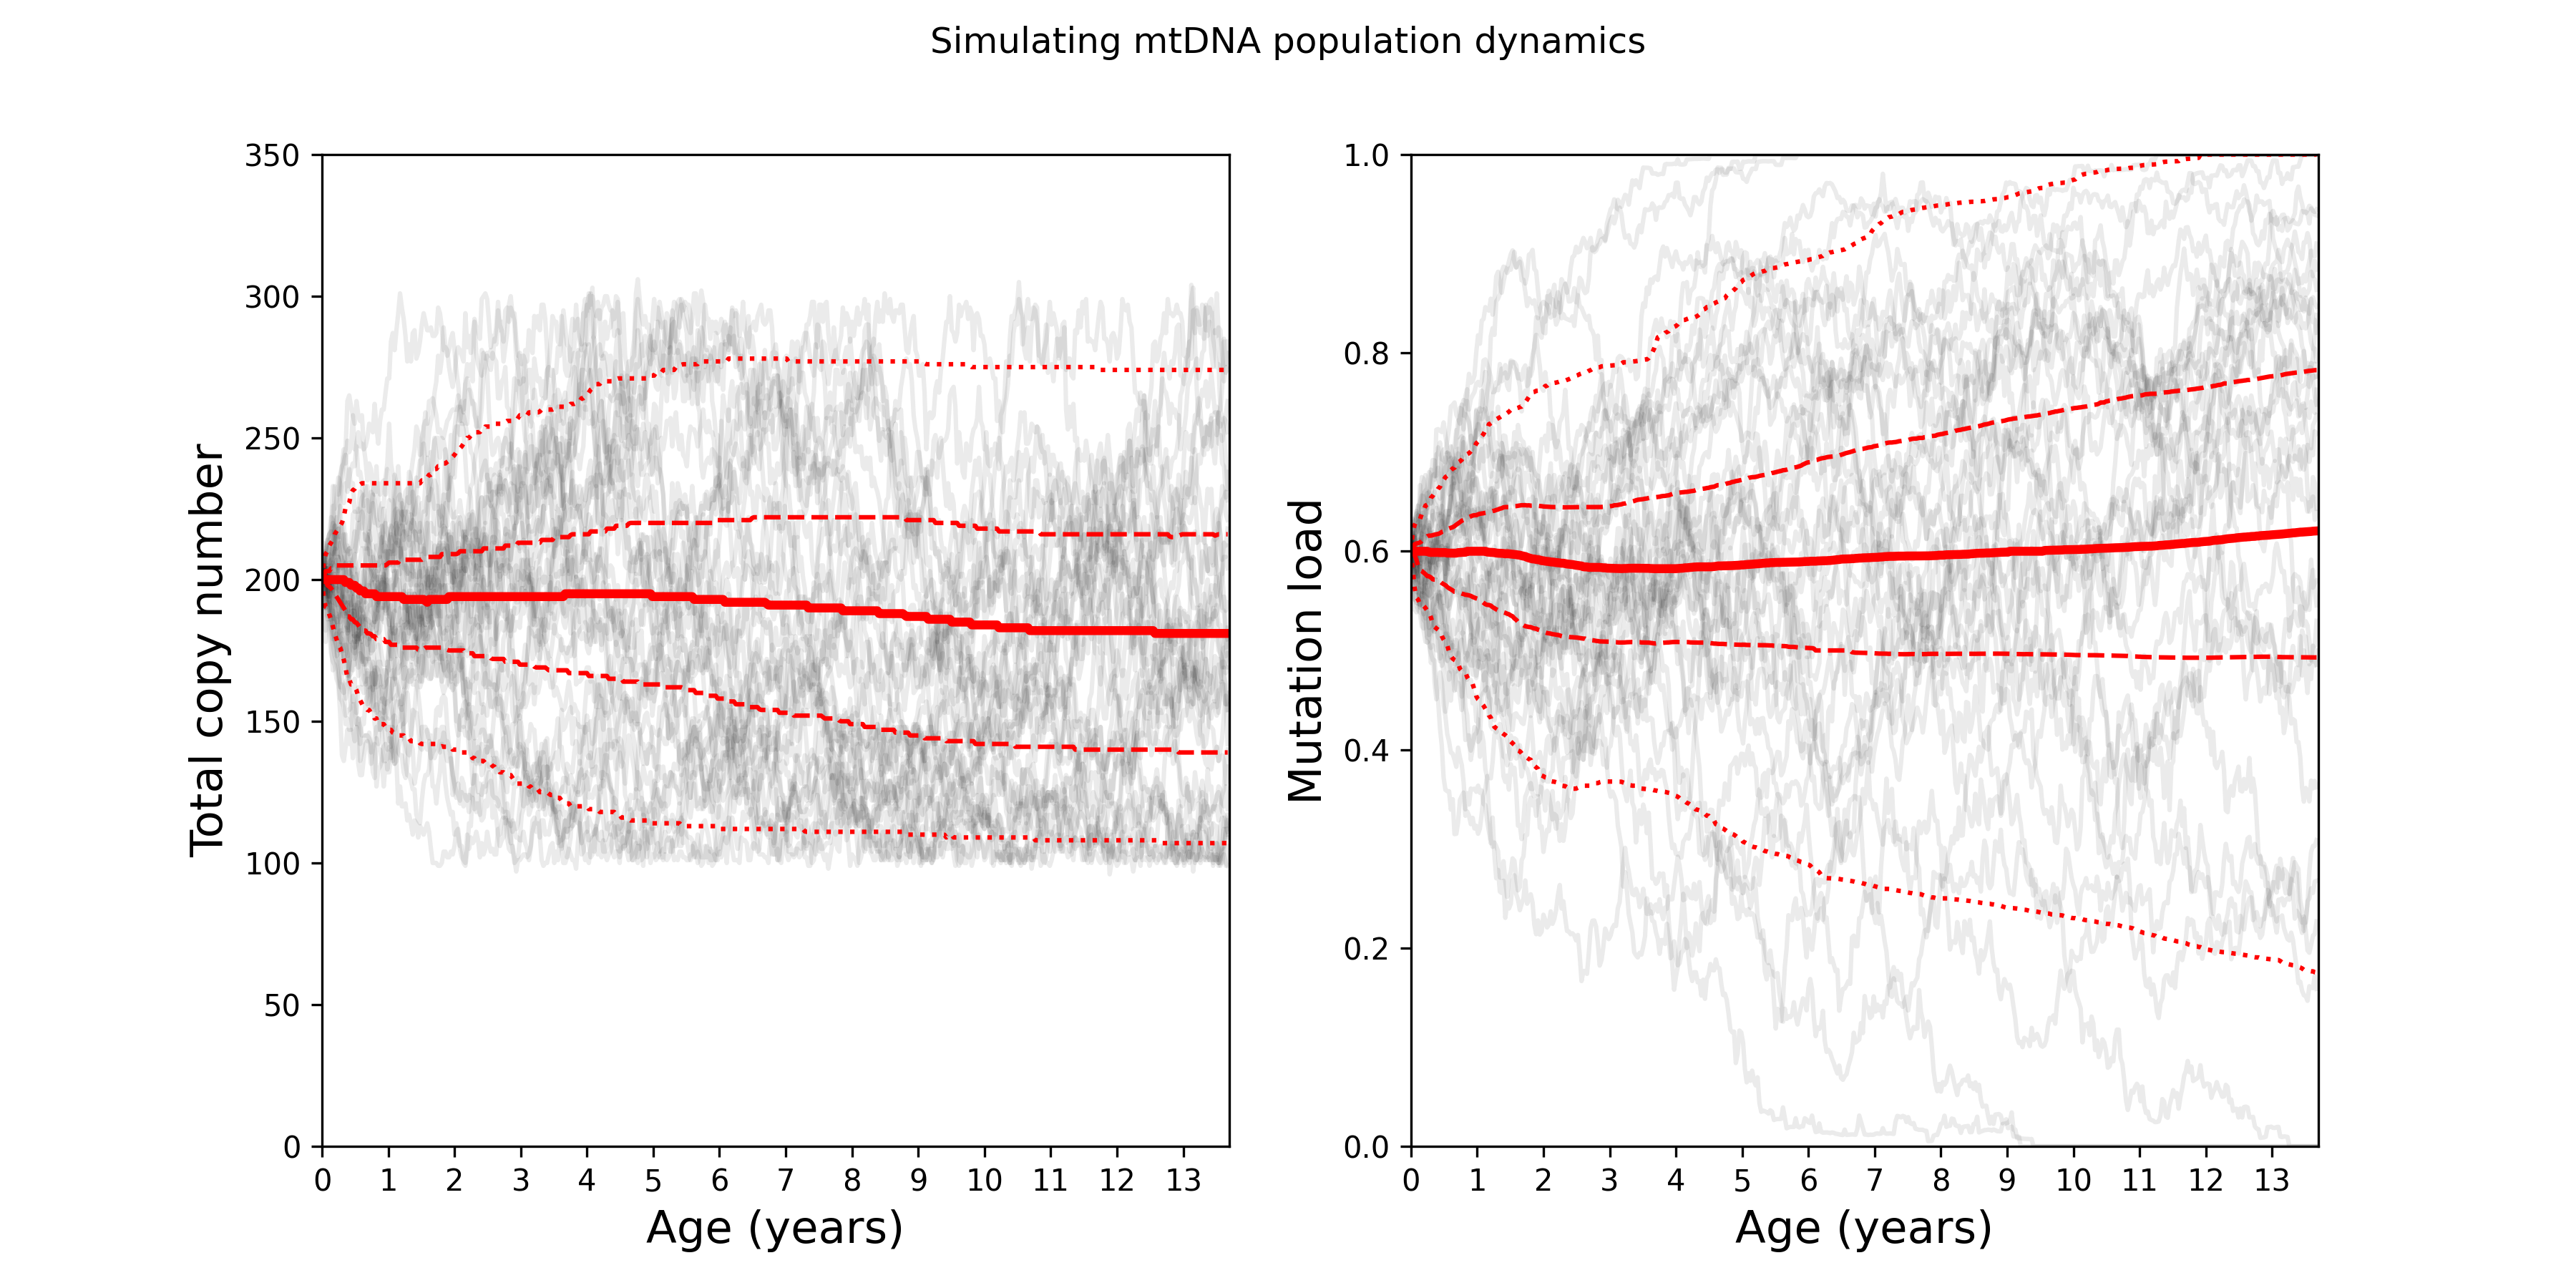 Simulating mtDNA population dynamics
Total copy number
350
300
250
200
150
100
50
0
0 1 2 3 4 5 6 7 8 9 10 11 12 13
Age (years)
Mutation load
1.0
0.8
0.6
0.4
0.2
0.0
0 1 2 3 4 5 6 7 8 9 10 11 12 13
Age (years)